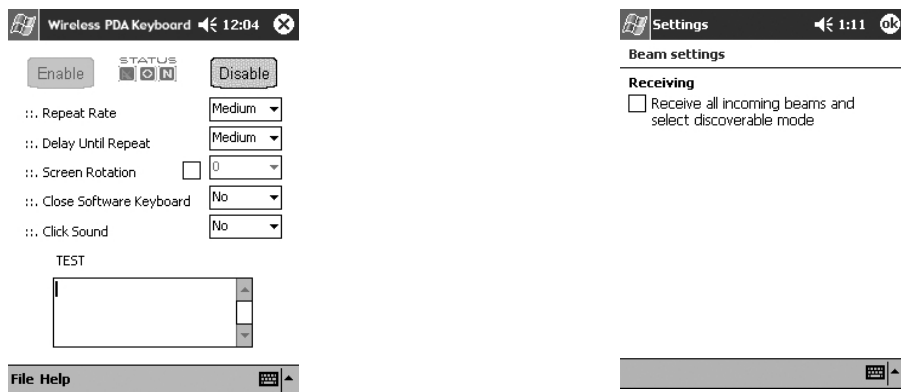 Wireless PDA Keyboard 12:04
Enable
STATUS
ON
Disable
::. Repeat Rate
Medium
::. Delay Until Repeat
Medium
::. Screen Rotation
0
::. Close Software Keyboard
No
::. Click Sound
No
TEST
File Help
Settings 1:11 ok
Beam settings
Receiving
Receive all incoming beams and
select discoverable mode